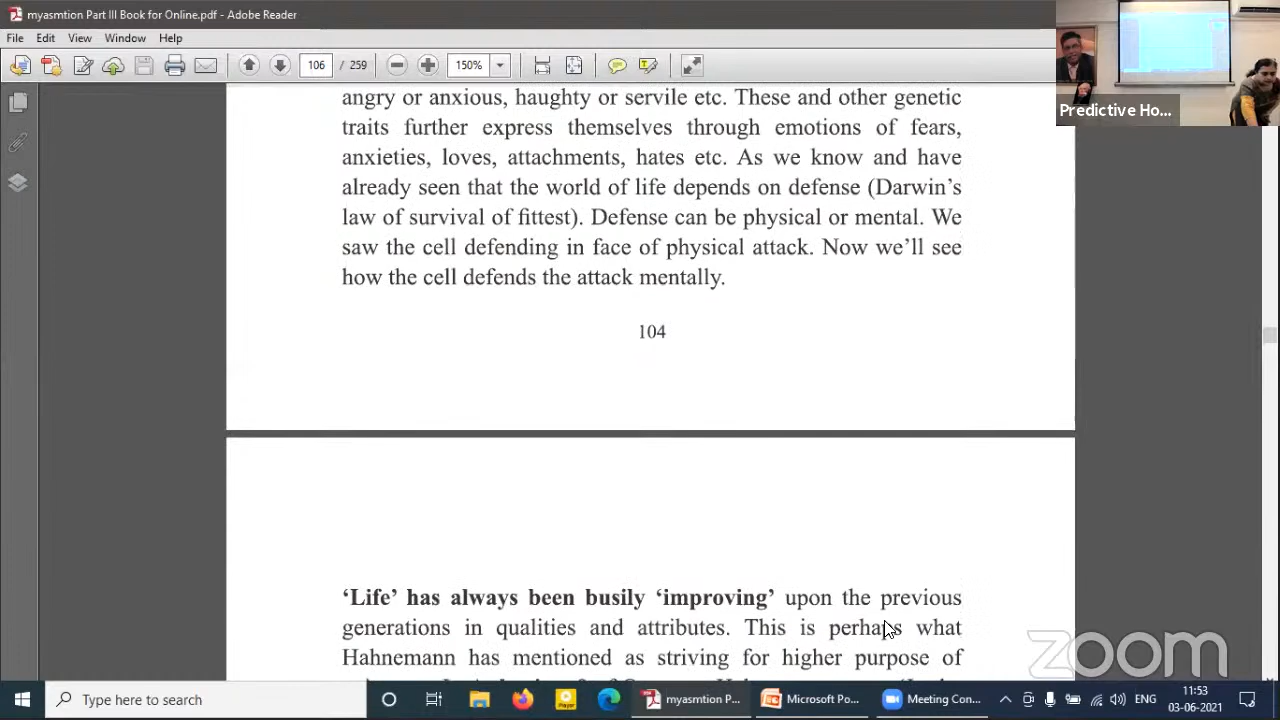 myasmtion Part III Book for Online.pdf - Adobe Reader
File Edit View Window Help
106 / 259 150%
Predictive Ho...
angry or anxious, haughty or servile etc. These and other genetic
traits further express themselves through emotions of fears,
anxieties, loves, attachments, hates etc. As we know and have
already seen that the world of life depends on defense (Darwin's
law of survival of fittest). Defense can be physical or mental. We
saw the cell defending in face of physical attack. Now we'll see
how the cell defends the attack mentally.
104
'Life' has always been busily 'improving' upon the previous
generations in qualities and attributes. This is perhaps what
Hahnemann has mentioned as striving for higher purpose of
zoom
Type here to search
Player
myasmtion P...
Microsoft Po...
Meeting Con...
ENG
11:53
03-06-2021